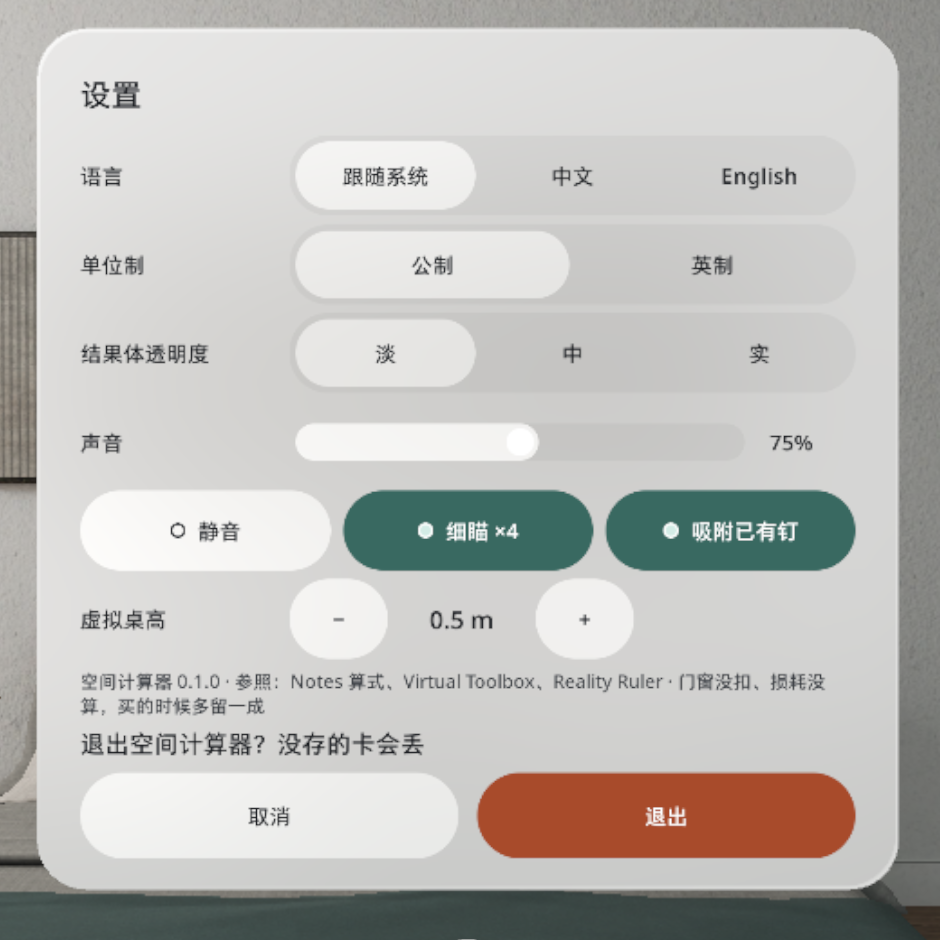 设置
语言 跟随系统 中文 English
单位制 公制 英制
结果体透明度 淡 中 实
声音 75%
静音 细瞄 ×4 吸附已有钉
虚拟桌高 − 0.5 m +
空间计算器 0.1.0 · 参照：Notes 算式、Virtual Toolbox、Reality Ruler · 门窗没扣、损耗没
算，买的时候多留一成
退出空间计算器？没存的卡会丢
取消 退出